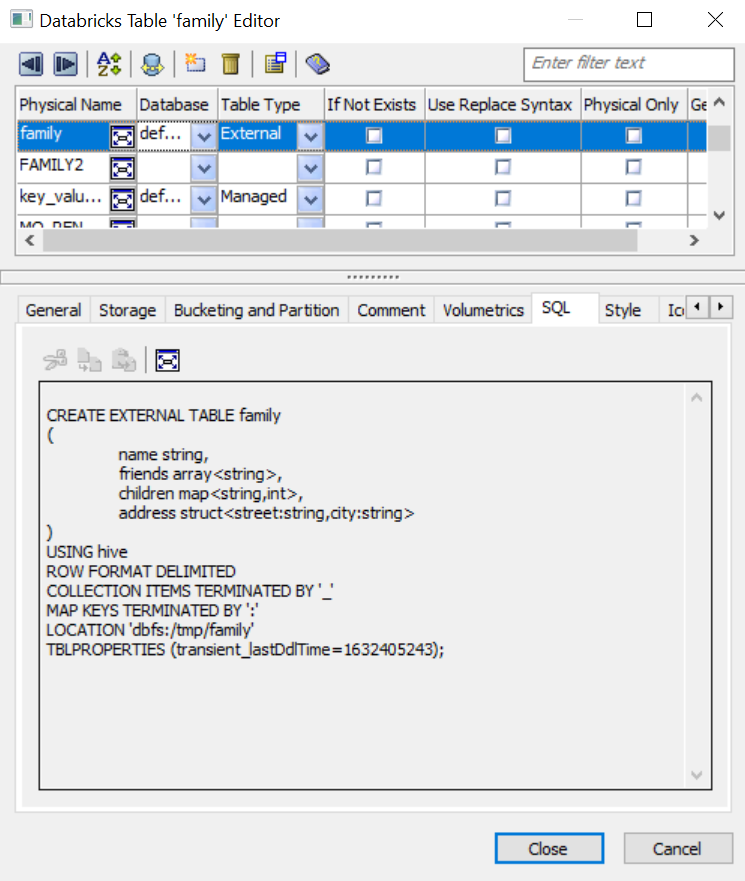 Databricks Table 'family' Editor
Enter filter text
Physical Name Database Table Type If Not Exists Use Replace Syntax Physical Only Ge
family def... External
FAMILY2
key_valu... def... Managed
General Storage Bucketing and Partition Comment Volumetrics SQL Style
CREATE EXTERNAL TABLE family
(
name string,
friends array<string>,
children map<string,int>,
address struct<street:string,city:string>
)
USING hive
ROW FORMAT DELIMITED
COLLECTION ITEMS TERMINATED BY '_'
MAP KEYS TERMINATED BY ':'
LOCATION 'dbfs:/tmp/family'
TBLPROPERTIES (transient_lastDdlTime=1632405243);
Close Cancel